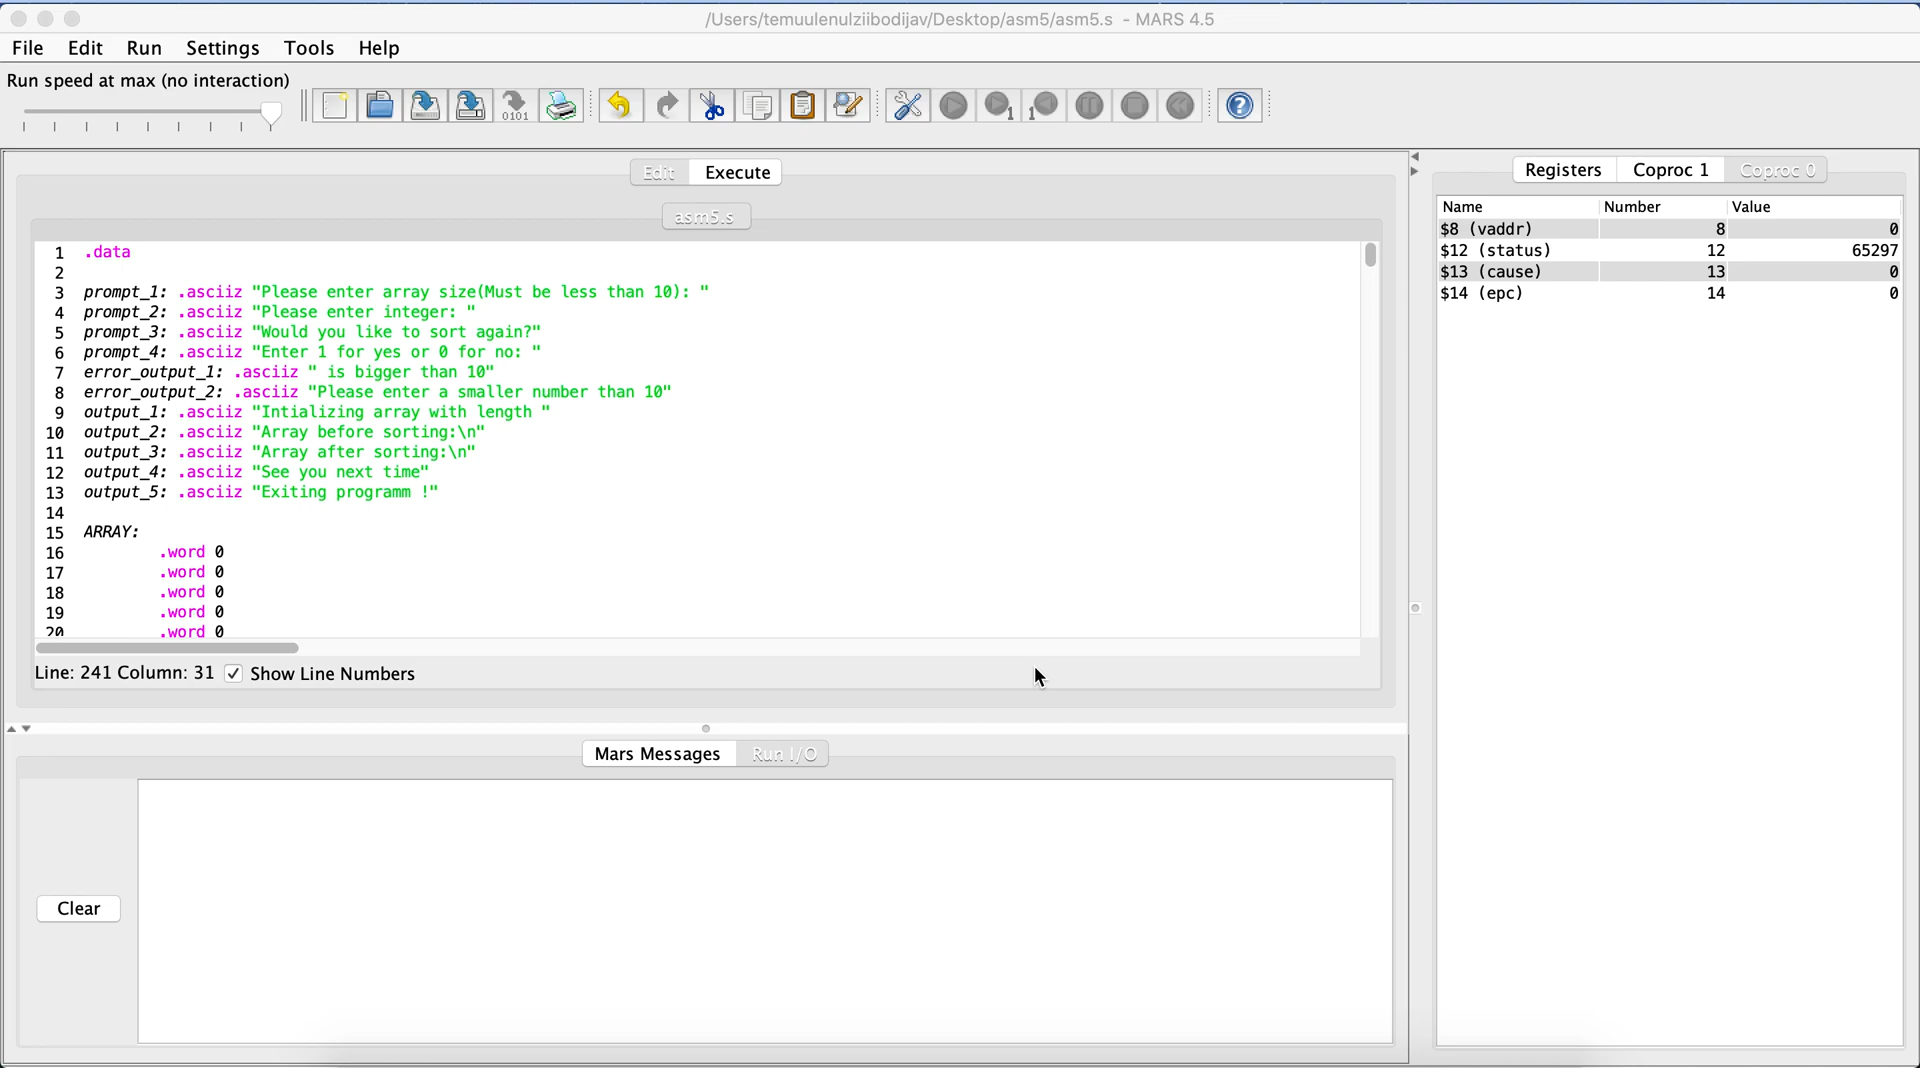 /Users/temuulenulziibodijav/Desktop/asm5/asm5.s - MARS 4.5
File Edit Run Settings Tools Help
Run speed at max (no interaction)
0101
1
1
?
Edit Execute
asm5.s
1 .data
2
3 prompt_1: .asciiz "Please enter array size(Must be less than 10): "
4 prompt_2: .asciiz "Please enter integer: "
5 prompt_3: .asciiz "Would you like to sort again?"
6 prompt_4: .asciiz "Enter 1 for yes or 0 for no: "
7 error_output_1: .asciiz " is bigger than 10"
8 error_output_2: .asciiz "Please enter a smaller number than 10"
9 output_1: .asciiz "Intializing array with length "
10 output_2: .asciiz "Array before sorting:\n"
11 output_3: .asciiz "Array after sorting:\n"
12 output_4: .asciiz "See you next time"
13 output_5: .asciiz "Exiting programm !"
14
15 ARRAY:
16 .word 0
17 .word 0
18 .word 0
19 .word 0
20 .word 0
Line: 241 Column: 31 Show Line Numbers
Mars Messages Run I/O
Clear
Registers Coproc 1 Coproc 0
Name Number Value
$8 (vaddr) 8 0
$12 (status) 12 65297
$13 (cause) 13 0
$14 (epc) 14 0